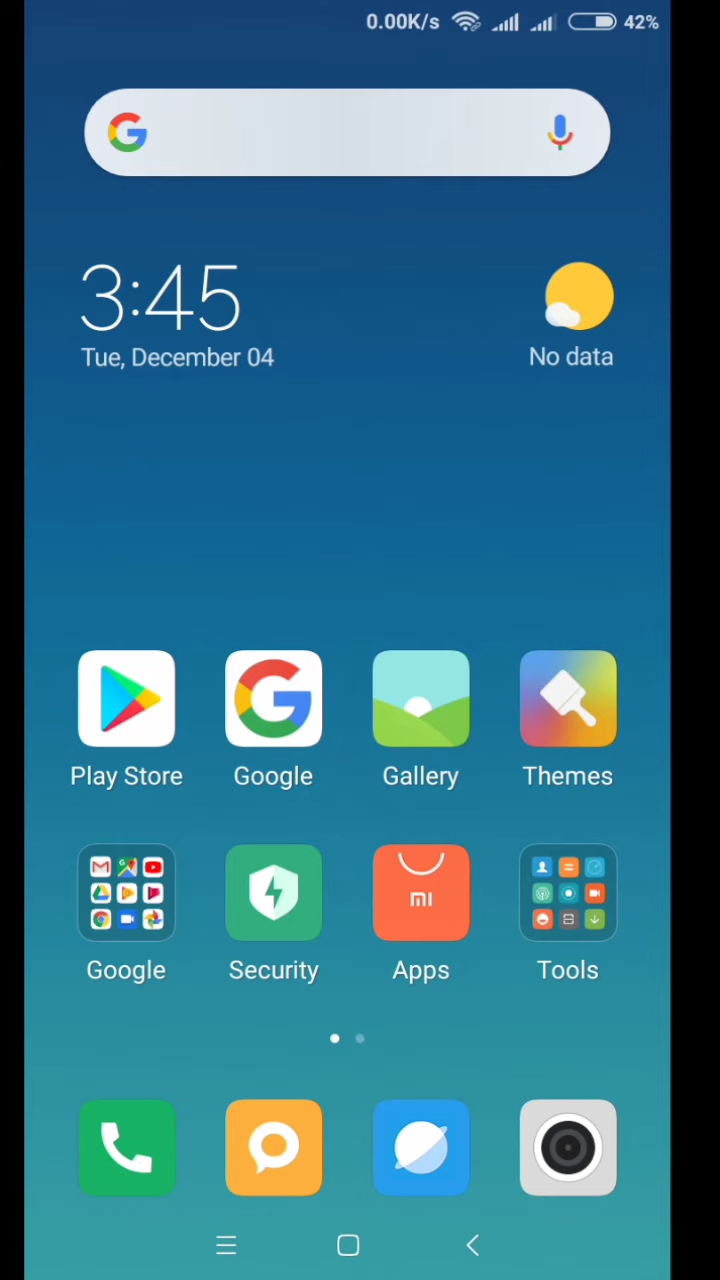 0.00K/s 42%
3:45
Tue, December 04
No data
Play Store Google Gallery Themes
mi
Google Security Apps Tools